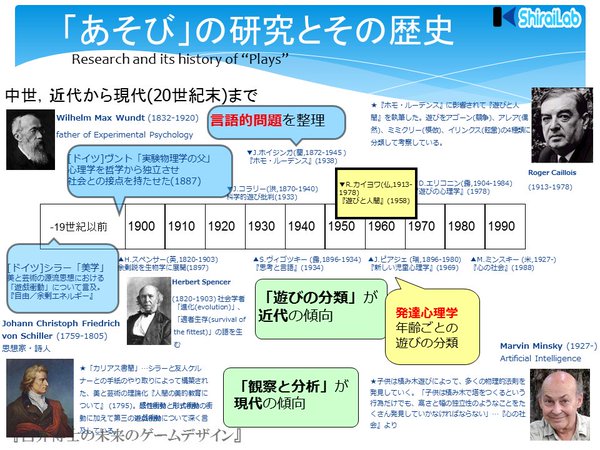 「あそび」の研究とその歴史
ShiraiLab
Research and its history of “Plays”
中世，近代から現代(20世紀末)まで
Wilhelm Max Wundt (1832-1920)
father of Experimental Psychology
言語的問題を整理
★『ホモ・ルーデンス』に影響されて『遊びと人
間』を執筆した。遊びをアゴーン(競争)、アレア(偶
然)、ミミクリー(模倣)、イリンクス(眩暈)の4種類に
分類して考察している。
Roger Caillois
(1913-1978)
[ドイツ]ヴント「実験物理学の父」
心理学を哲学から独立させ
社会との接点を持たせた(1887)
▼J.ホイジンガ(蘭,1872-1945）
『ホモ・ルーデンス』(1938)
▼J.コラリー(洪,1870-1940)
科学的遊び批判(1933)
▼R.カイヨワ(仏,1913-
1978)
『遊びと人間』(1958)
▼D.エリコニン(露,1904-1984)
『遊びの心理学』(1978)
-19世紀以前
1900 1910 1920 1930 1940 1950 1960 1970 1980 1990
▲H.スペンサー(英,1820-1903)
余剰説を生物学に展開(1897)
▲S.ヴィゴツキー(露,1896-1934)
『思考と言語』(1934)
▲J.ピアジェ(瑞,1896-1980)
『新しい児童心理学』(1969)
▲M.ミンスキー(米,1927-)
『心の社会』(1988)
[ドイツ]シラー「美学」
美と芸術の源流思想における
「遊戯衝動」について言及。
『自由／余剰エネルギー』
Herbert Spencer
(1820-1903) 社会学者
「進化(evolution)」、
「適者生存(survival of
the fittest)」の語を生
む
「遊びの分類」が
近代の傾向
発達心理学
年齢ごとの
遊びの分類
Johann Christoph Friedrich
von Schiller (1759-1805)
思想家・詩人
Marvin Minsky (1927-)
Artificial Intelligence
★「カリアス書簡」…シラーと友人ケル
ナーとの手紙のやり取りによって構築され
た、美と芸術の理論『人間の美的教育に
ついて』(1795)。感性衝動と形式衝動の衝
動に加えて第三の遊戯衝動について深く言
「観察と分析」が
現代の傾向
★子供は積み木遊びによって、多くの物理的法則を
発見していく。「子供は積み木で塔をつくるという
行為だけでも、高さと幅の独立性のようなことをた
くさん発見していかなければならない」…『心の社
会』より
『白井博士の未来のゲームデザイン』